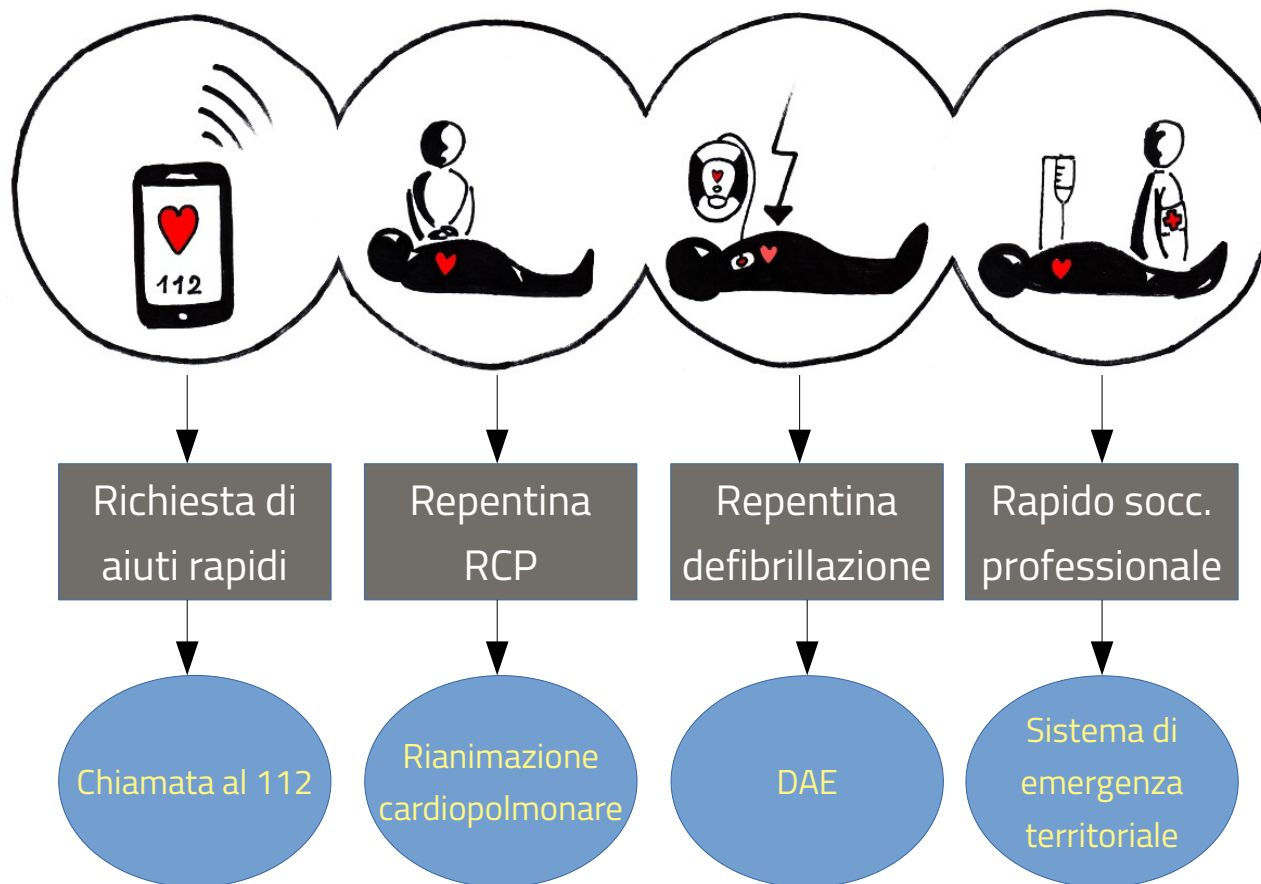 112
Richiesta di
aiuti rapidi
Repentina
RCP
Repentina
defibrillazione
Rapido socc.
professionale
Chiamata al 112
Rianimazione
cardiopolmonare
DAE
Sistema di
emergenza
territoriale